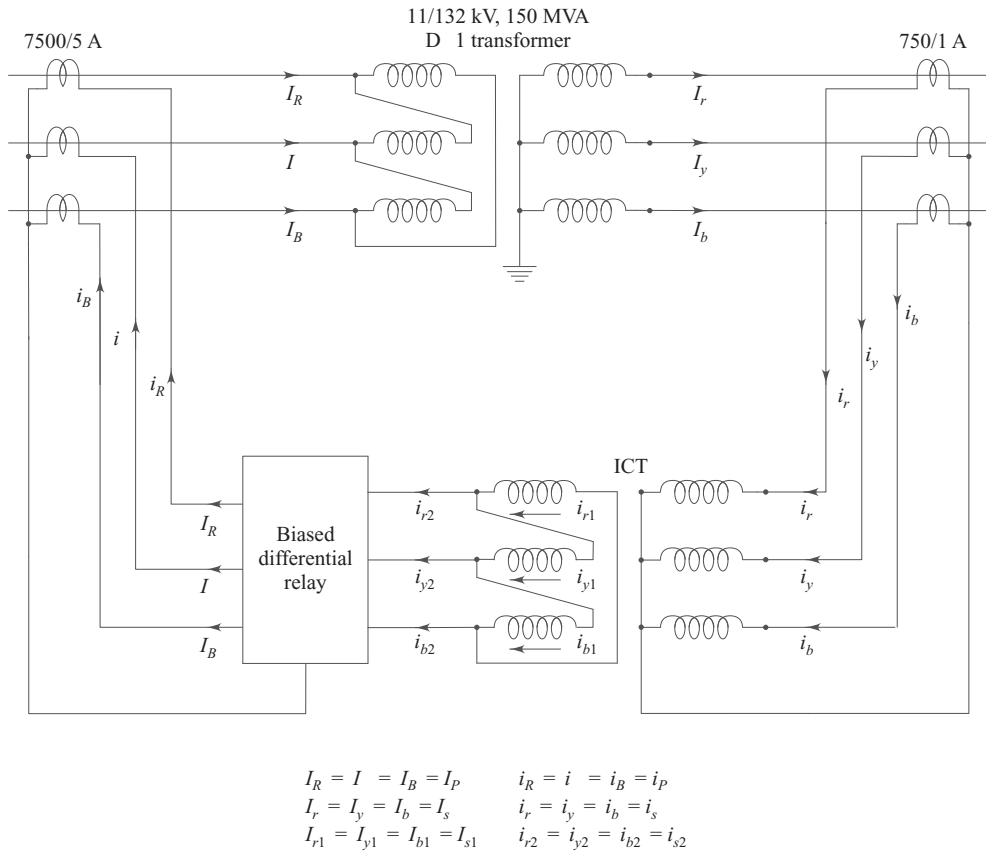 11/132 kV, 150 MVA
D 1 transformer
7500/5 A
750/1 A
I_R
I_r
I
I_y
I_B
I_b
i_B
i
i_R
i_b
i_y
i_r
ICT
Biased
differential
relay
I_R
i_r2
i_r1
i_r
I
i_y2
i_y1
i_y
I_B
i_b2
i_b1
i_b
I_R = I = I_B = I_P
i_R = i = i_B = i_P
I_r = I_y = I_b = I_s
i_r = i_y = i_b = i_s
I_r1 = I_y1 = I_b1 = I_s1
i_r2 = i_y2 = i_b2 = i_s2